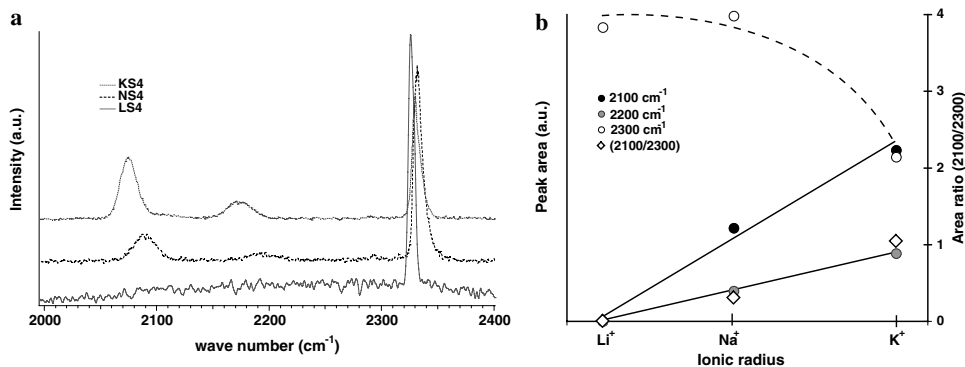 a
KS4
NS4
LS4
Intensity (a.u.)
2000 2100 2200 2300 2400
wave number (cm⁻¹)
b
2100 cm⁻¹
2200 cm⁻¹
2300 cm⁻¹
(2100/2300)
Peak area (a.u.)
4
3
2
1
0
Area ratio (2100/2300)
Li⁺ Na⁺ K⁺
Ionic radius